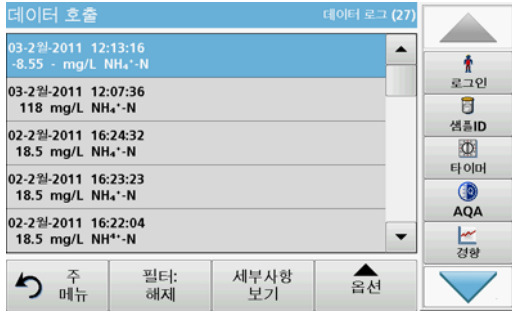 데이터 호출
데이터 로그 (27)
03-2월-2011 12:13:16
-8.55 - mg/L NH₄⁺-N
03-2월-2011 12:07:36
118 mg/L NH₄⁺-N
02-2월-2011 16:24:32
18.5 mg/L NH₄⁺-N
02-2월-2011 16:23:23
18.5 mg/L NH₄⁺-N
02-2월-2011 16:22:04
18.5 mg/L NH⁴⁺-N
로그인
샘플ID
타이머
AQA
경향
주
메뉴
필터:
해제
세부사항
보기
옵션